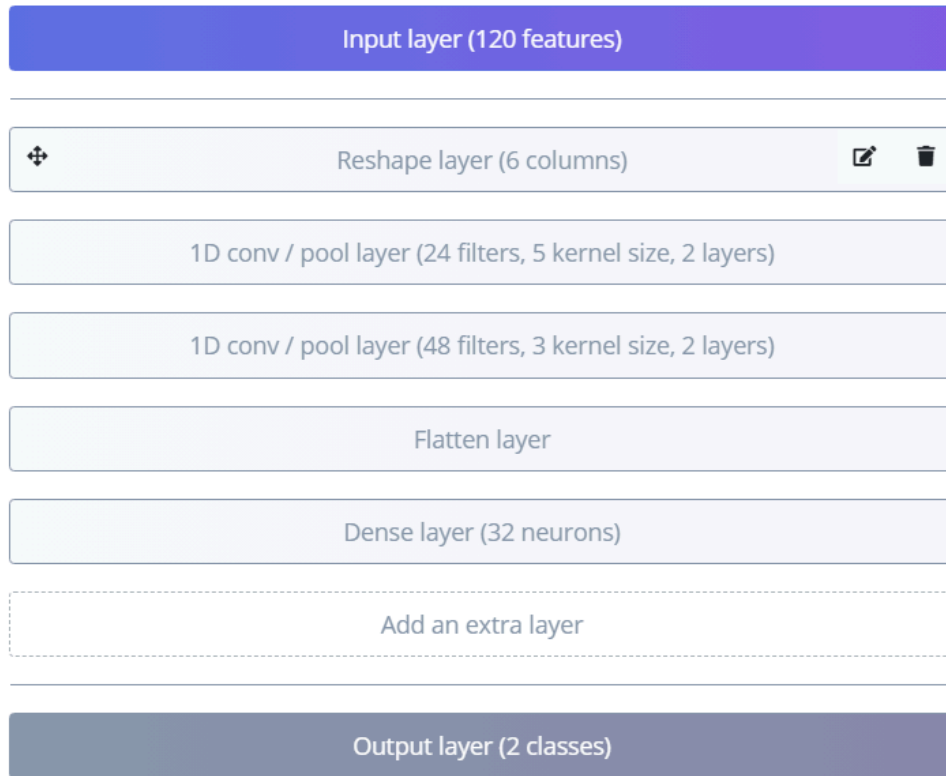 Input layer (120 features)
Reshape layer (6 columns)
1D conv / pool layer (24 filters, 5 kernel size, 2 layers)
1D conv / pool layer (48 filters, 3 kernel size, 2 layers)
Flatten layer
Dense layer (32 neurons)
Add an extra layer
Output layer (2 classes)